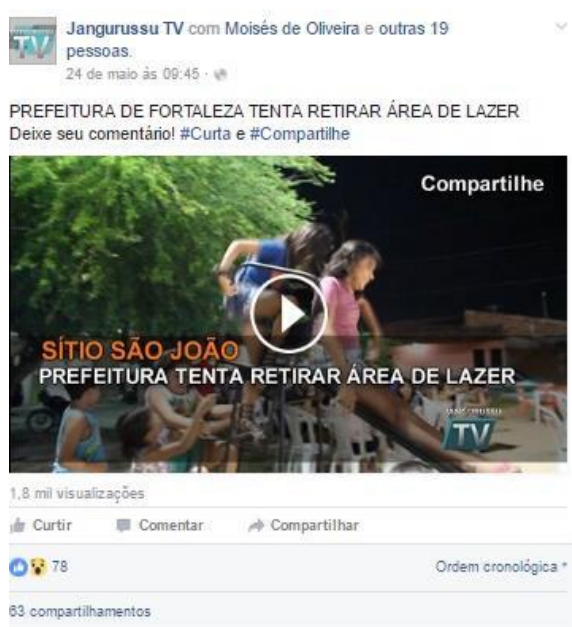 TV
Jangurussu TV com Moisés de Oliveira e outras 19
pessoas.
24 de maio às 09:45 ·
PREFEITURA DE FORTALEZA TENTA RETIRAR ÁREA DE LAZER
Deixe seu comentário! #Curta e #Compartilhe
Compartilhe
SÍTIO SÃO JOÃO
PREFEITURA TENTA RETIRAR ÁREA DE LAZER
JANGURUSSU
TV
1,8 mil visualizações
Curtir Comentar Compartilhar
78 Ordem cronológica
63 compartilhamentos